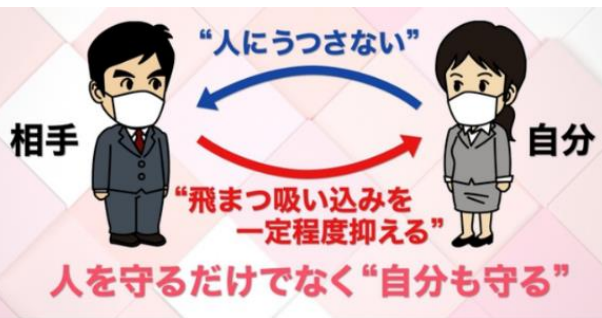 “人にうつさない”
相手
自分
“飛まつ吸い込みを
一定程度抑える”
人を守るだけでなく“自分も守る”